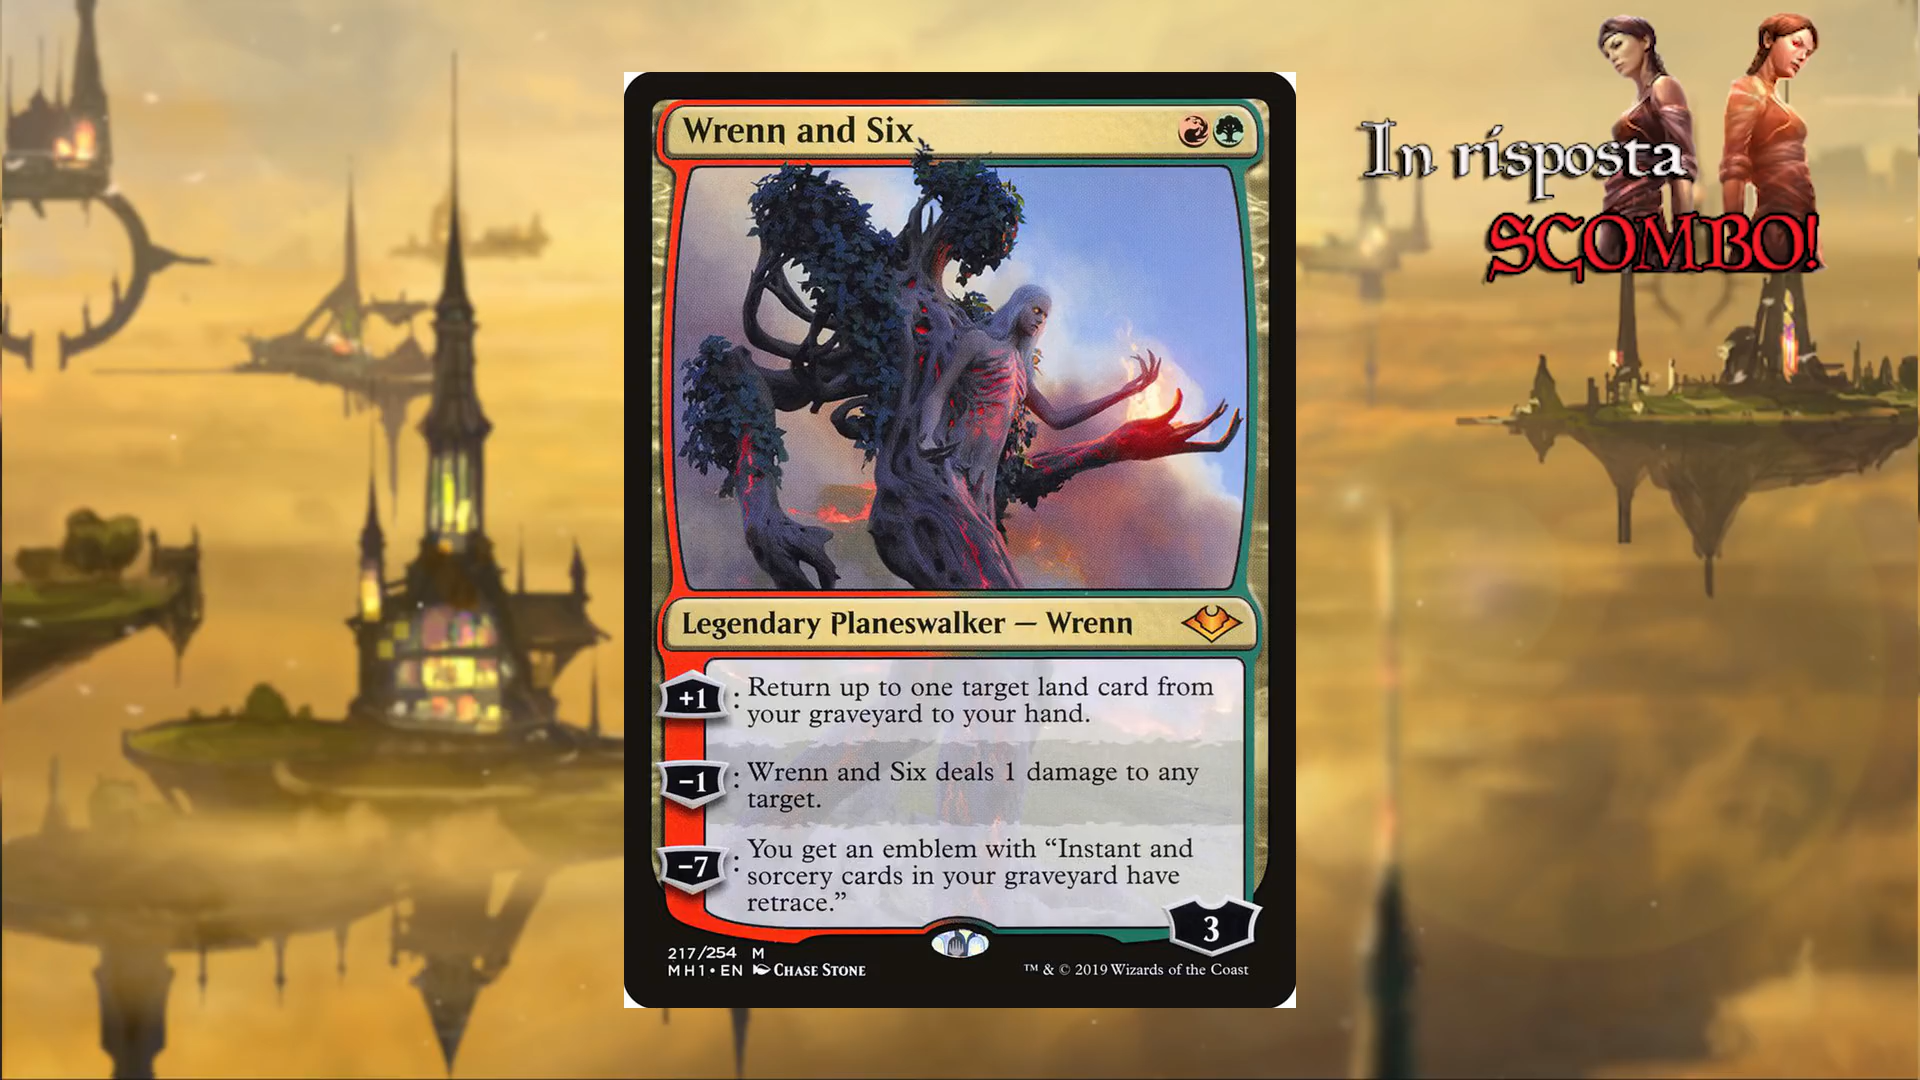 Wrenn and Six
In risposta
SCOMBO!
Legendary Planeswalker — Wrenn
+1: Return up to one target land card from
your graveyard to your hand.
−1: Wrenn and Six deals 1 damage to any
target.
−7: You get an emblem with “Instant and
sorcery cards in your graveyard have
retrace.”
3
217/254 M
MH1 • EN Chase Stone
™ & © 2019 Wizards of the Coast